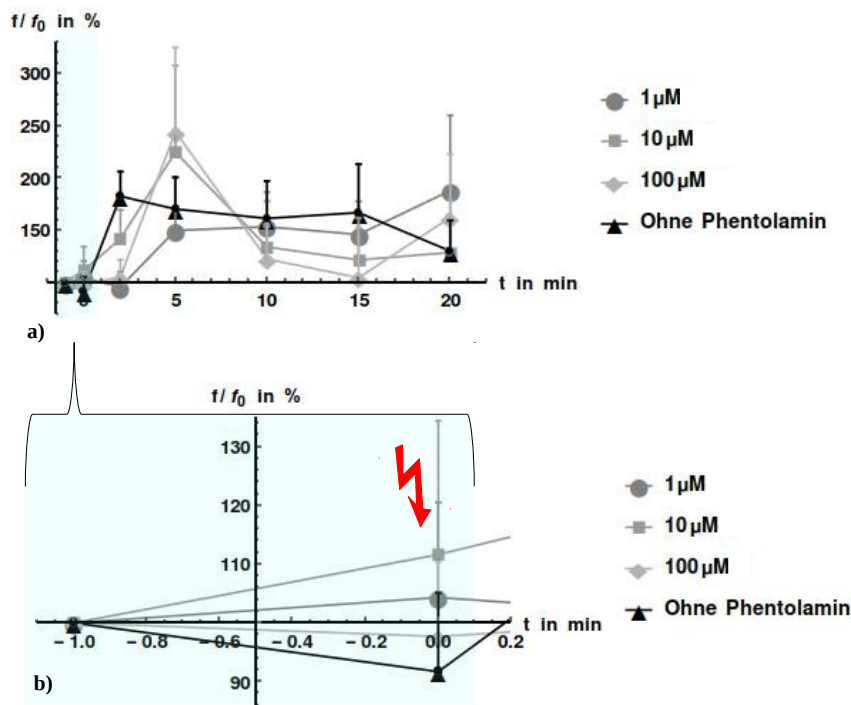 f/f₀ in %
300
250
200
150
0 5 10 15 20 t in min
1µM
10µM
100µM
Ohne Phentolamin
a)
f/f₀ in %
130
120
110
90
-1.0 -0.8 -0.6 -0.4 -0.2 0.0 0.2 t in min
1µM
10µM
100µM
Ohne Phentolamin
b)